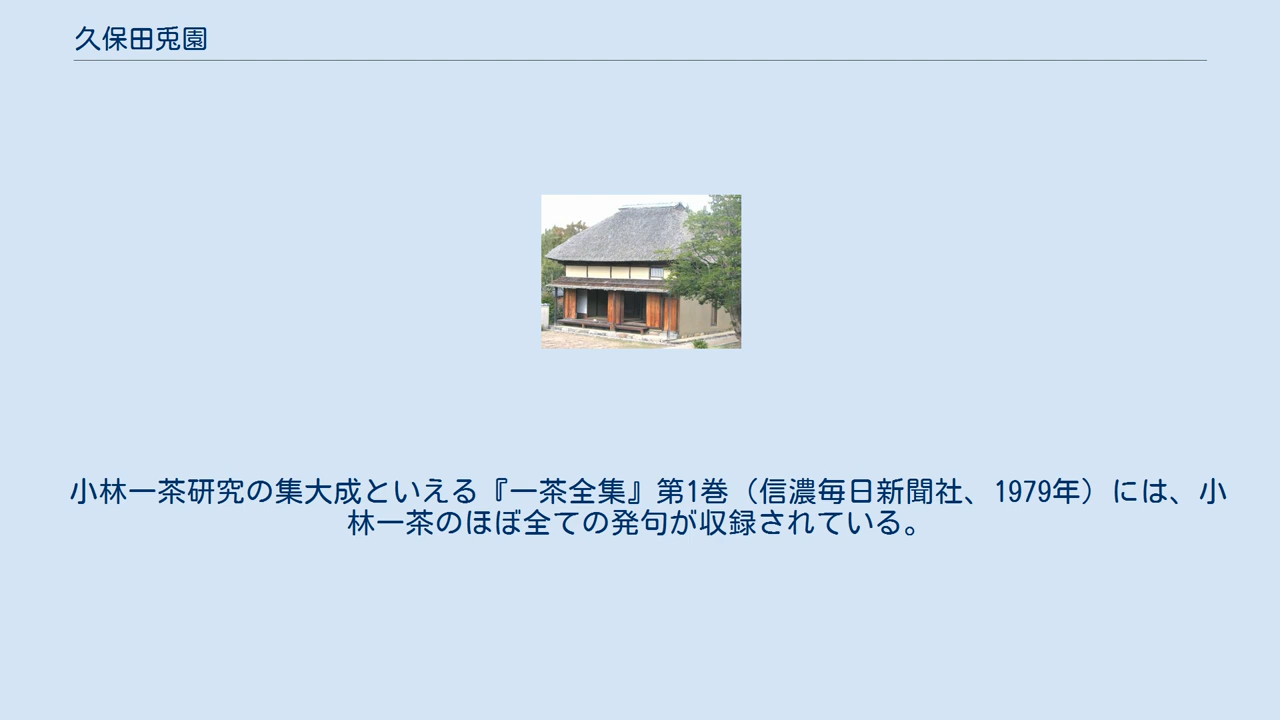 久保田兎園
小林一茶研究の集大成といえる『一茶全集』第1巻（信濃毎日新聞社、1979年）には、小
林一茶のほぼ全ての発句が収録されている。